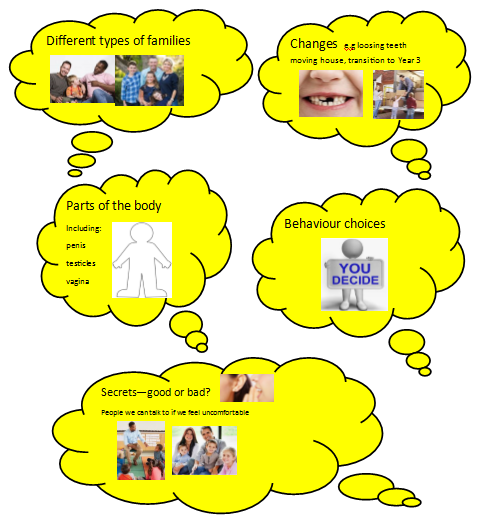 Different types of families
Changes e.g loosing teeth
moving house, transition to Year 3
Parts of the body
Including:
penis
testicles
vagina
Behaviour choices
YOU
DECIDE
Secrets—good or bad?
People we can talk to if we feel uncomfortable